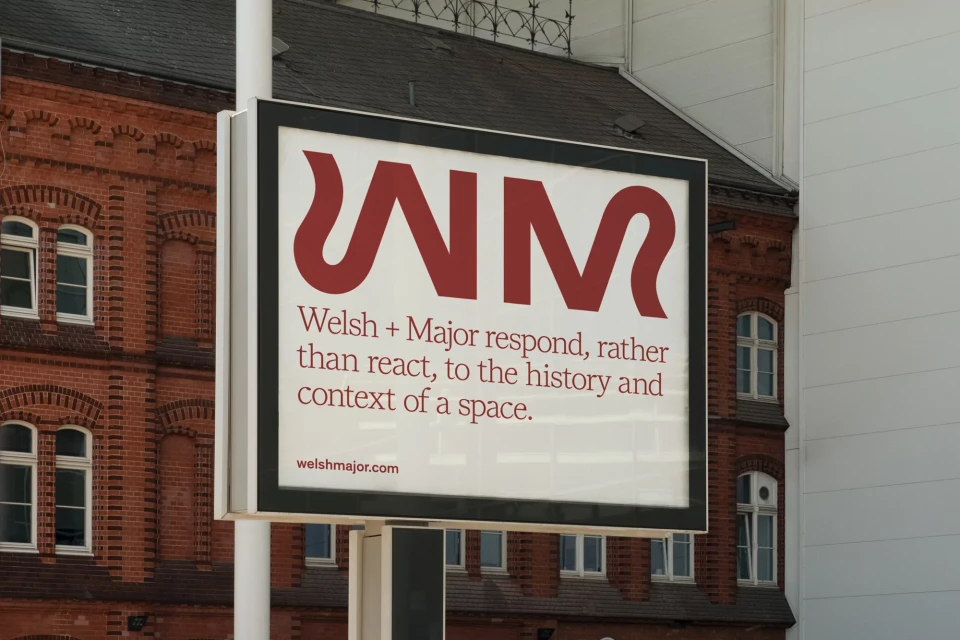 WM
Welsh + Major respond, rather
than react, to the history and
context of a space.
welshmajor.com